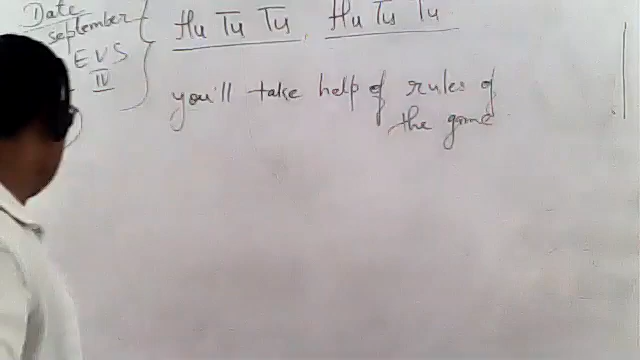 Date
september
EVS
IV
Hu Tu Tu, Hu Tu Tu
you'll take help of rules of
the game